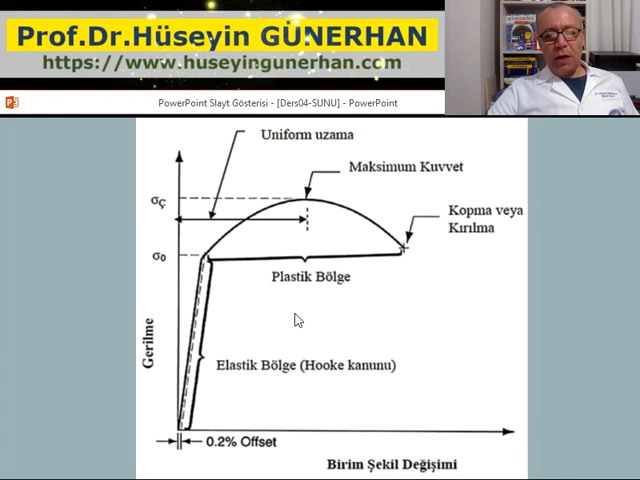 Prof.Dr.Hüseyin GÜNERHAN
https://www.huseyingunerhan.com
PowerPoint Slayt Gösterisi - [Ders04-SUNU] - PowerPoint
Uniform uzama
Maksimum Kuvvet
σÇ
Kopma veya
Kırılma
σ0
Plastik Bölge
Gerilme
Elastik Bölge (Hooke kanunu)
0.2% Offset
Birim Şekil Değişimi